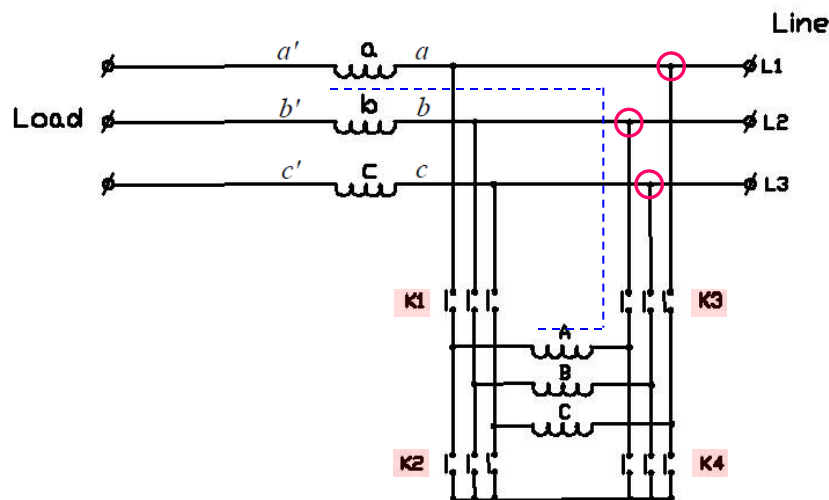 Line
a' a a L1
Load b' b b L2
c' c c L3
K1 K3
A
B
C
K2 K4